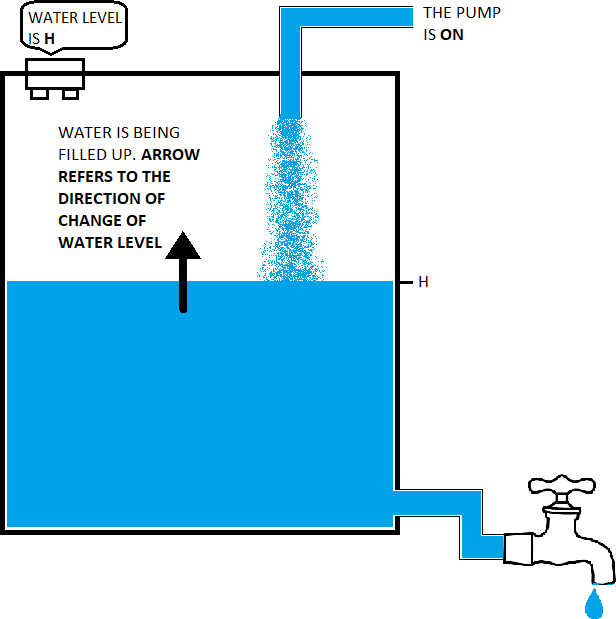 WATER LEVEL
IS H
THE PUMP
IS ON
WATER IS BEING
FILLED UP. ARROW
REFERS TO THE
DIRECTION OF
CHANGE OF
WATER LEVEL
H